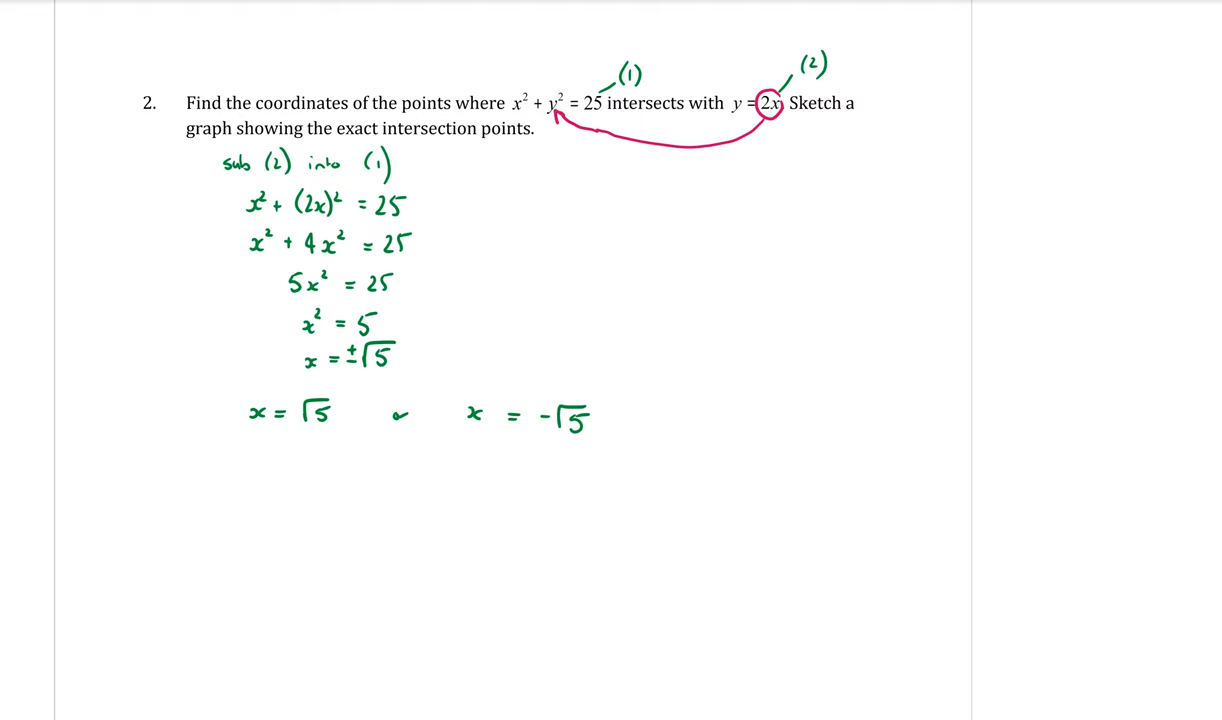 (1) (2)
2. Find the coordinates of the points where x² + y² = 25 intersects with y = 2x. Sketch a
graph showing the exact intersection points.
sub (2) into (1)
x² + (2x)² = 25
x² + 4x² = 25
5x² = 25
x² = 5
x = ±√5
x = √5 or x = -√5